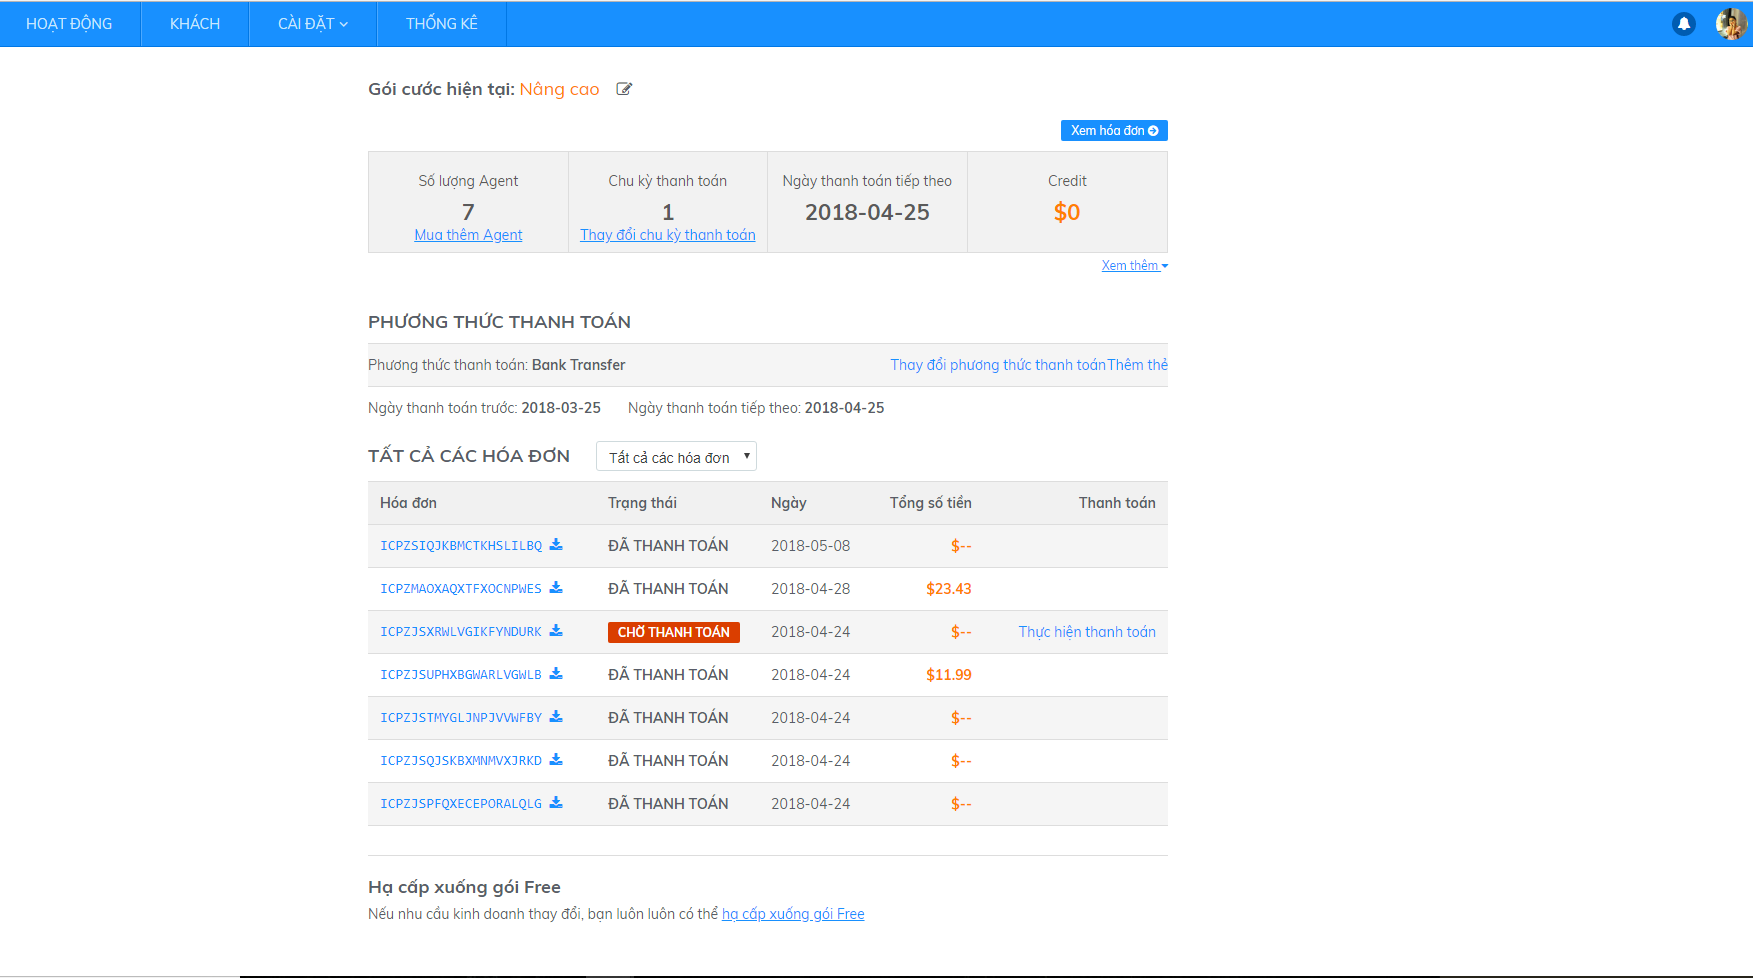 HOẠT ĐỘNG KHÁCH CÀI ĐẶT THỐNG KÊ
Gói cước hiện tại: Nâng cao
Xem hóa đơn
Số lượng Agent Chu kỳ thanh toán Ngày thanh toán tiếp theo Credit
7 1 2018-04-25 $0
Mua thêm Agent Thay đổi chu kỳ thanh toán
Xem thêm
PHƯƠNG THỨC THANH TOÁN
Phương thức thanh toán: Bank Transfer Thay đổi phương thức thanh toánThêm thẻ
Ngày thanh toán trước: 2018-03-25 Ngày thanh toán tiếp theo: 2018-04-25
TẤT CẢ CÁC HÓA ĐƠN Tất cả các hóa đơn
Hóa đơn Trạng thái Ngày Tổng số tiền Thanh toán
ICPZSIQJKBMCTKHSLILBQ ĐÃ THANH TOÁN 2018-05-08 $--
ICPZMAOXAQXTFXOCNPWES ĐÃ THANH TOÁN 2018-04-28 $23.43
ICPZJSXRWLVGIKFYNDURK CHỜ THANH TOÁN 2018-04-24 $-- Thực hiện thanh toán
ICPZJSUPHXBGWARLVGWLB ĐÃ THANH TOÁN 2018-04-24 $11.99
ICPZJSTMYGLJNPJVVWFBY ĐÃ THANH TOÁN 2018-04-24 $--
ICPZJSQJSKBXMNMVXJRKD ĐÃ THANH TOÁN 2018-04-24 $--
ICPZJSPFQXECEPORALQLG ĐÃ THANH TOÁN 2018-04-24 $--
Hạ cấp xuống gói Free
Nếu nhu cầu kinh doanh thay đổi, bạn luôn luôn có thể hạ cấp xuống gói Free